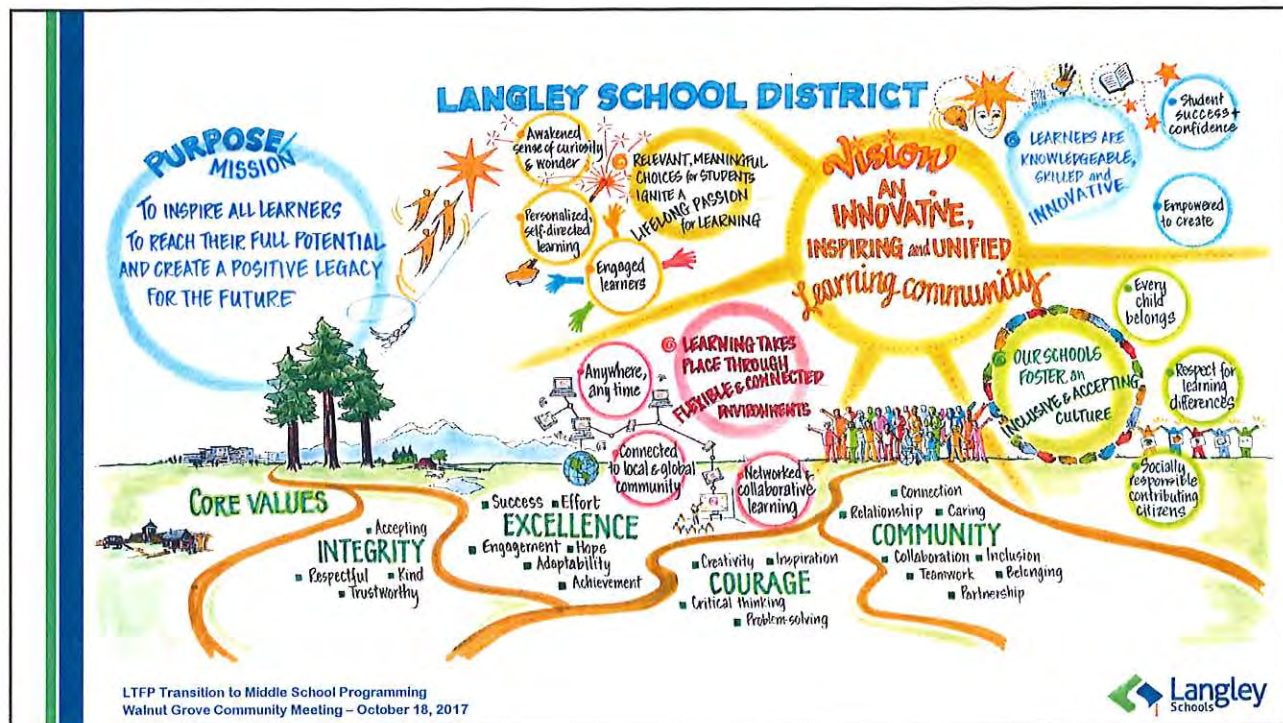 LANGLEY SCHOOL DISTRICT
PURPOSE/
MISSION
TO INSPIRE ALL LEARNERS
TO REACH THEIR FULL POTENTIAL
AND CREATE A POSITIVE LEGACY
FOR THE FUTURE
Awakened
sense of curiosity
& wonder
RELEVANT, MEANINGFUL
CHOICES for STUDENTS
IGNITE A
LIFELONG PASSION
for LEARNING
Personalized,
self-directed
learning
Engaged
learners
Vision
AN
INNOVATIVE,
INSPIRING and UNIFIED
Learning community
LEARNERS ARE
KNOWLEDGEABLE,
SKILLED and
INNOVATIVE
Student
success +
confidence
Empowered
to create
LEARNING TAKES
PLACE THROUGH
FLEXIBLE & CONNECTED
ENVIRONMENTS
Anywhere,
any time
Connected
to local & global
community
Networked &
collaborative
learning
OUR SCHOOLS
FOSTER an
INCLUSIVE & ACCEPTING
CULTURE
Every
child
belongs
Respect for
learning
differences
Socially
responsible
contributing
citizens
CORE VALUES
Accepting
INTEGRITY
Respectful Kind
Trustworthy
Success Effort
EXCELLENCE
Engagement Hope
Adaptability
Achievement
Creativity Inspiration
COURAGE
Critical thinking
Problem-solving
Connection
Relationship Caring
COMMUNITY
Collaboration Inclusion
Teamwork Belonging
Partnership
LTFP Transition to Middle School Programming
Walnut Grove Community Meeting – October 18, 2017
Langley
Schools